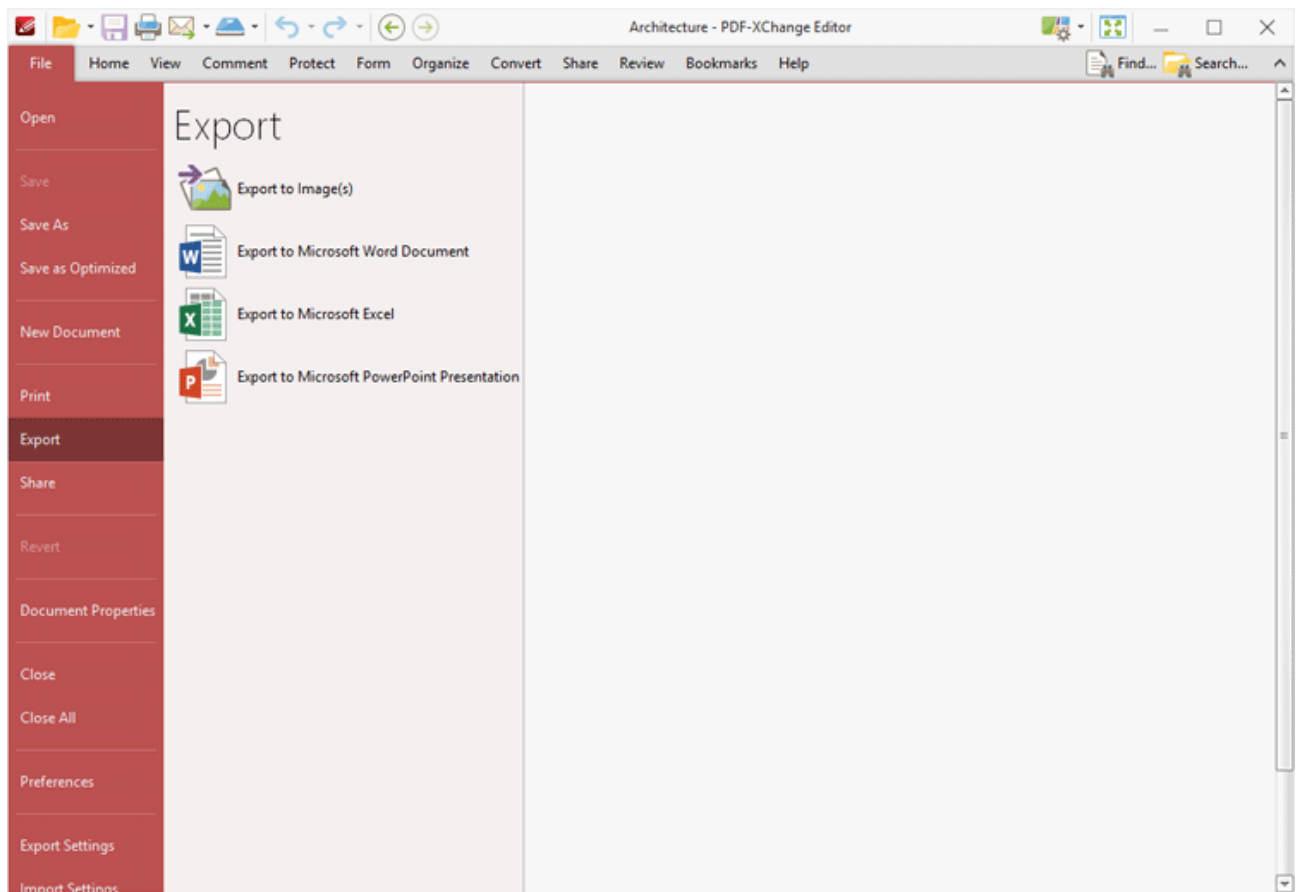 Architecture - PDF-XChange Editor
File Home View Comment Protect Form Organize Convert Share Review Bookmarks Help Find... Search...
Open
Save
Save As
Save as Optimized
New Document
Print
Export
Share
Revert
Document Properties
Close
Close All
Preferences
Export Settings
Import Settings
Export
Export to Image(s)
W Export to Microsoft Word Document
X Export to Microsoft Excel
P Export to Microsoft PowerPoint Presentation